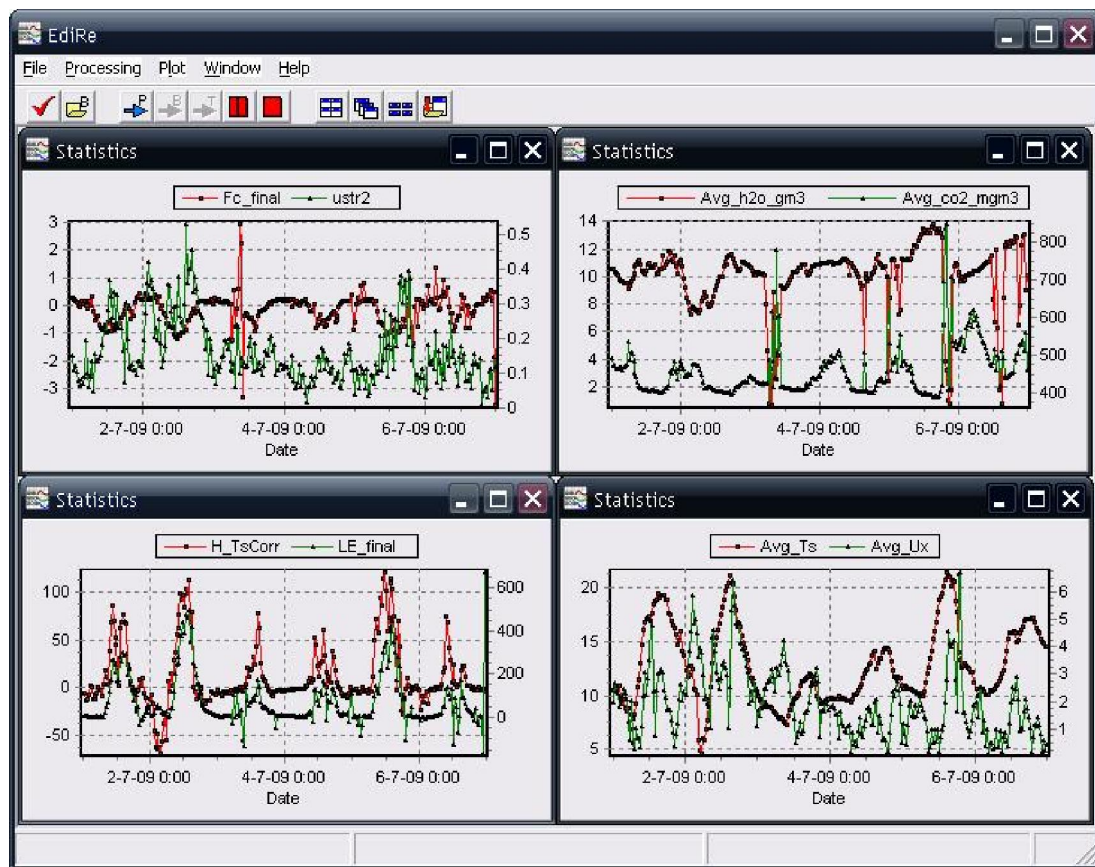 EdiRe
File Processing Plot Window Help
B P B T
Statistics
Fc_final ustr2
3 2 1 0 -1 -2 -3
0.5 0.4 0.3 0.2 0.1 0
2-7-09 0:00 4-7-09 0:00 6-7-09 0:00
Date
Statistics
Avg_h2o_gm3 Avg_co2_mgm3
14 12 10 8 6 4 2
800 700 600 500 400
2-7-09 0:00 4-7-09 0:00 6-7-09 0:00
Date
Statistics
H_TsCorr LE_final
100 50 0 -50
600 400 200 0
2-7-09 0:00 4-7-09 0:00 6-7-09 0:00
Date
Statistics
Avg_Ts Avg_Ux
20 15 10 5
6 5 4 3 2 1
2-7-09 0:00 4-7-09 0:00 6-7-09 0:00
Date